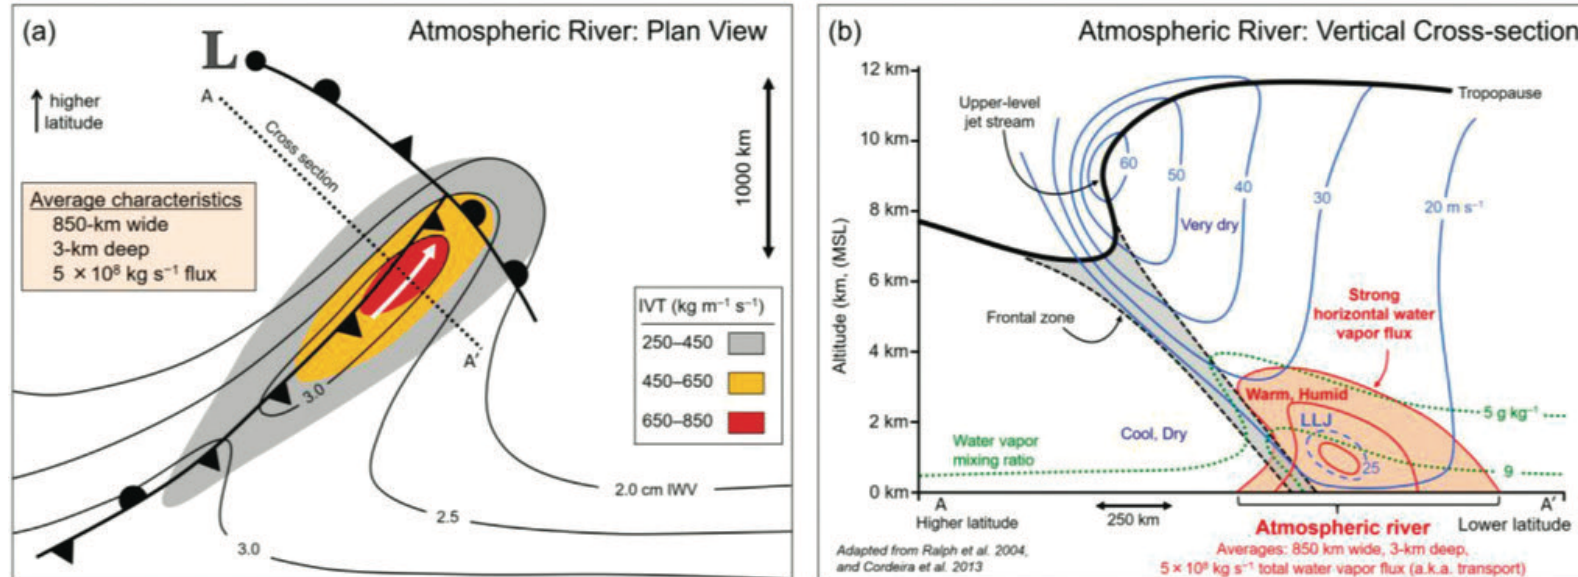 (a)
Atmospheric River: Plan View
L
higher
latitude
A
Cross section
A'
1000 km
Average characteristics
850-km wide
3-km deep
5 × 10⁸ kg s⁻¹ flux
IVT (kg m⁻¹ s⁻¹)
250–450
450–650
650–850
3.0
2.0 cm IWV
2.5
3.0
(b)
Atmospheric River: Vertical Cross-section
12 km
10 km
8 km
6 km
4 km
2 km
0 km
Altitude (km, (MSL)
Upper-level
jet stream
Tropopause
60
50
40
30
20 m s⁻¹
Very dry
Frontal zone
Strong
horizontal water
vapor flux
Warm, Humid
LLJ
25
5 g kg⁻¹
9
Cool, Dry
Water vapor
mixing ratio
A
A'
Higher latitude
250 km
Lower latitude
Atmospheric river
Averages: 850 km wide, 3-km deep,
5 × 10⁸ kg s⁻¹ total water vapor flux (a.k.a. transport)
Adapted from Ralph et al. 2004,
and Cordeira et al. 2013